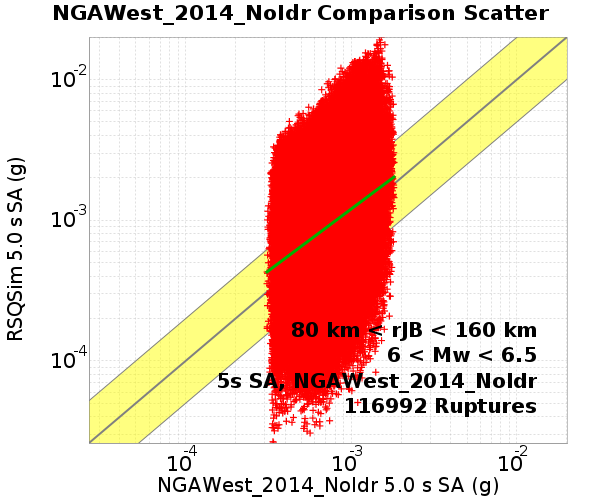 NGAWest_2014_NoIdr Comparison Scatter
RSQSim 5.0 s SA (g)
10-2
10-3
10-4
80 km < rJB < 160 km
6 < Mw < 6.5
5s SA, NGAWest_2014_NoIdr
116992 Ruptures
10-4 10-3 10-2
NGAWest_2014_NoIdr 5.0 s SA (g)